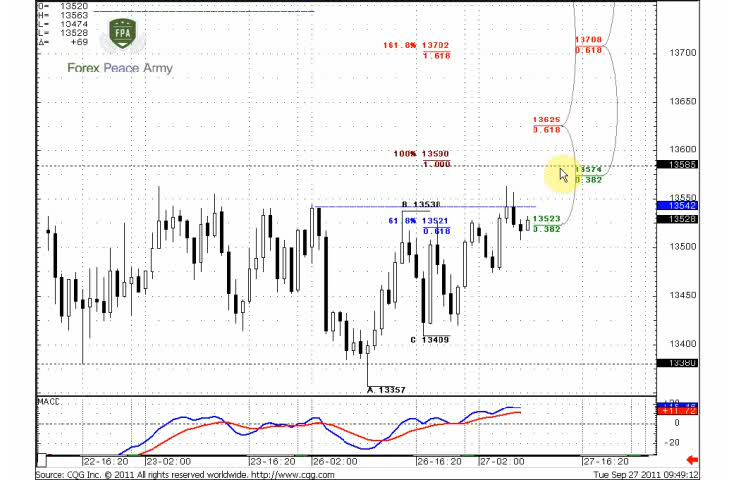 O= 13520
H= 13563
L= 13474
L= 13528
Δ= +69
FPA
Forex Peace Army
161.8% 13702
1.618
13708
0.618
13625
0.618
100% 13590
1.000
13574
0.382
B 13538
61.8% 13521
0.618
13523
0.382
C 13409
A 13357
13700
13650
13600
13585
13550
13542
13528
13500
13450
13400
13380
MACD
+11.72
0
-20
22-16:20
23-02:00
23-16:20
26-02:00
26-16:20
27-02:00
27-16:20
Source: CQG Inc. © 2011 All rights reserved worldwide. http://www.cqg.com
Tue Sep 27 2011 09:49:12